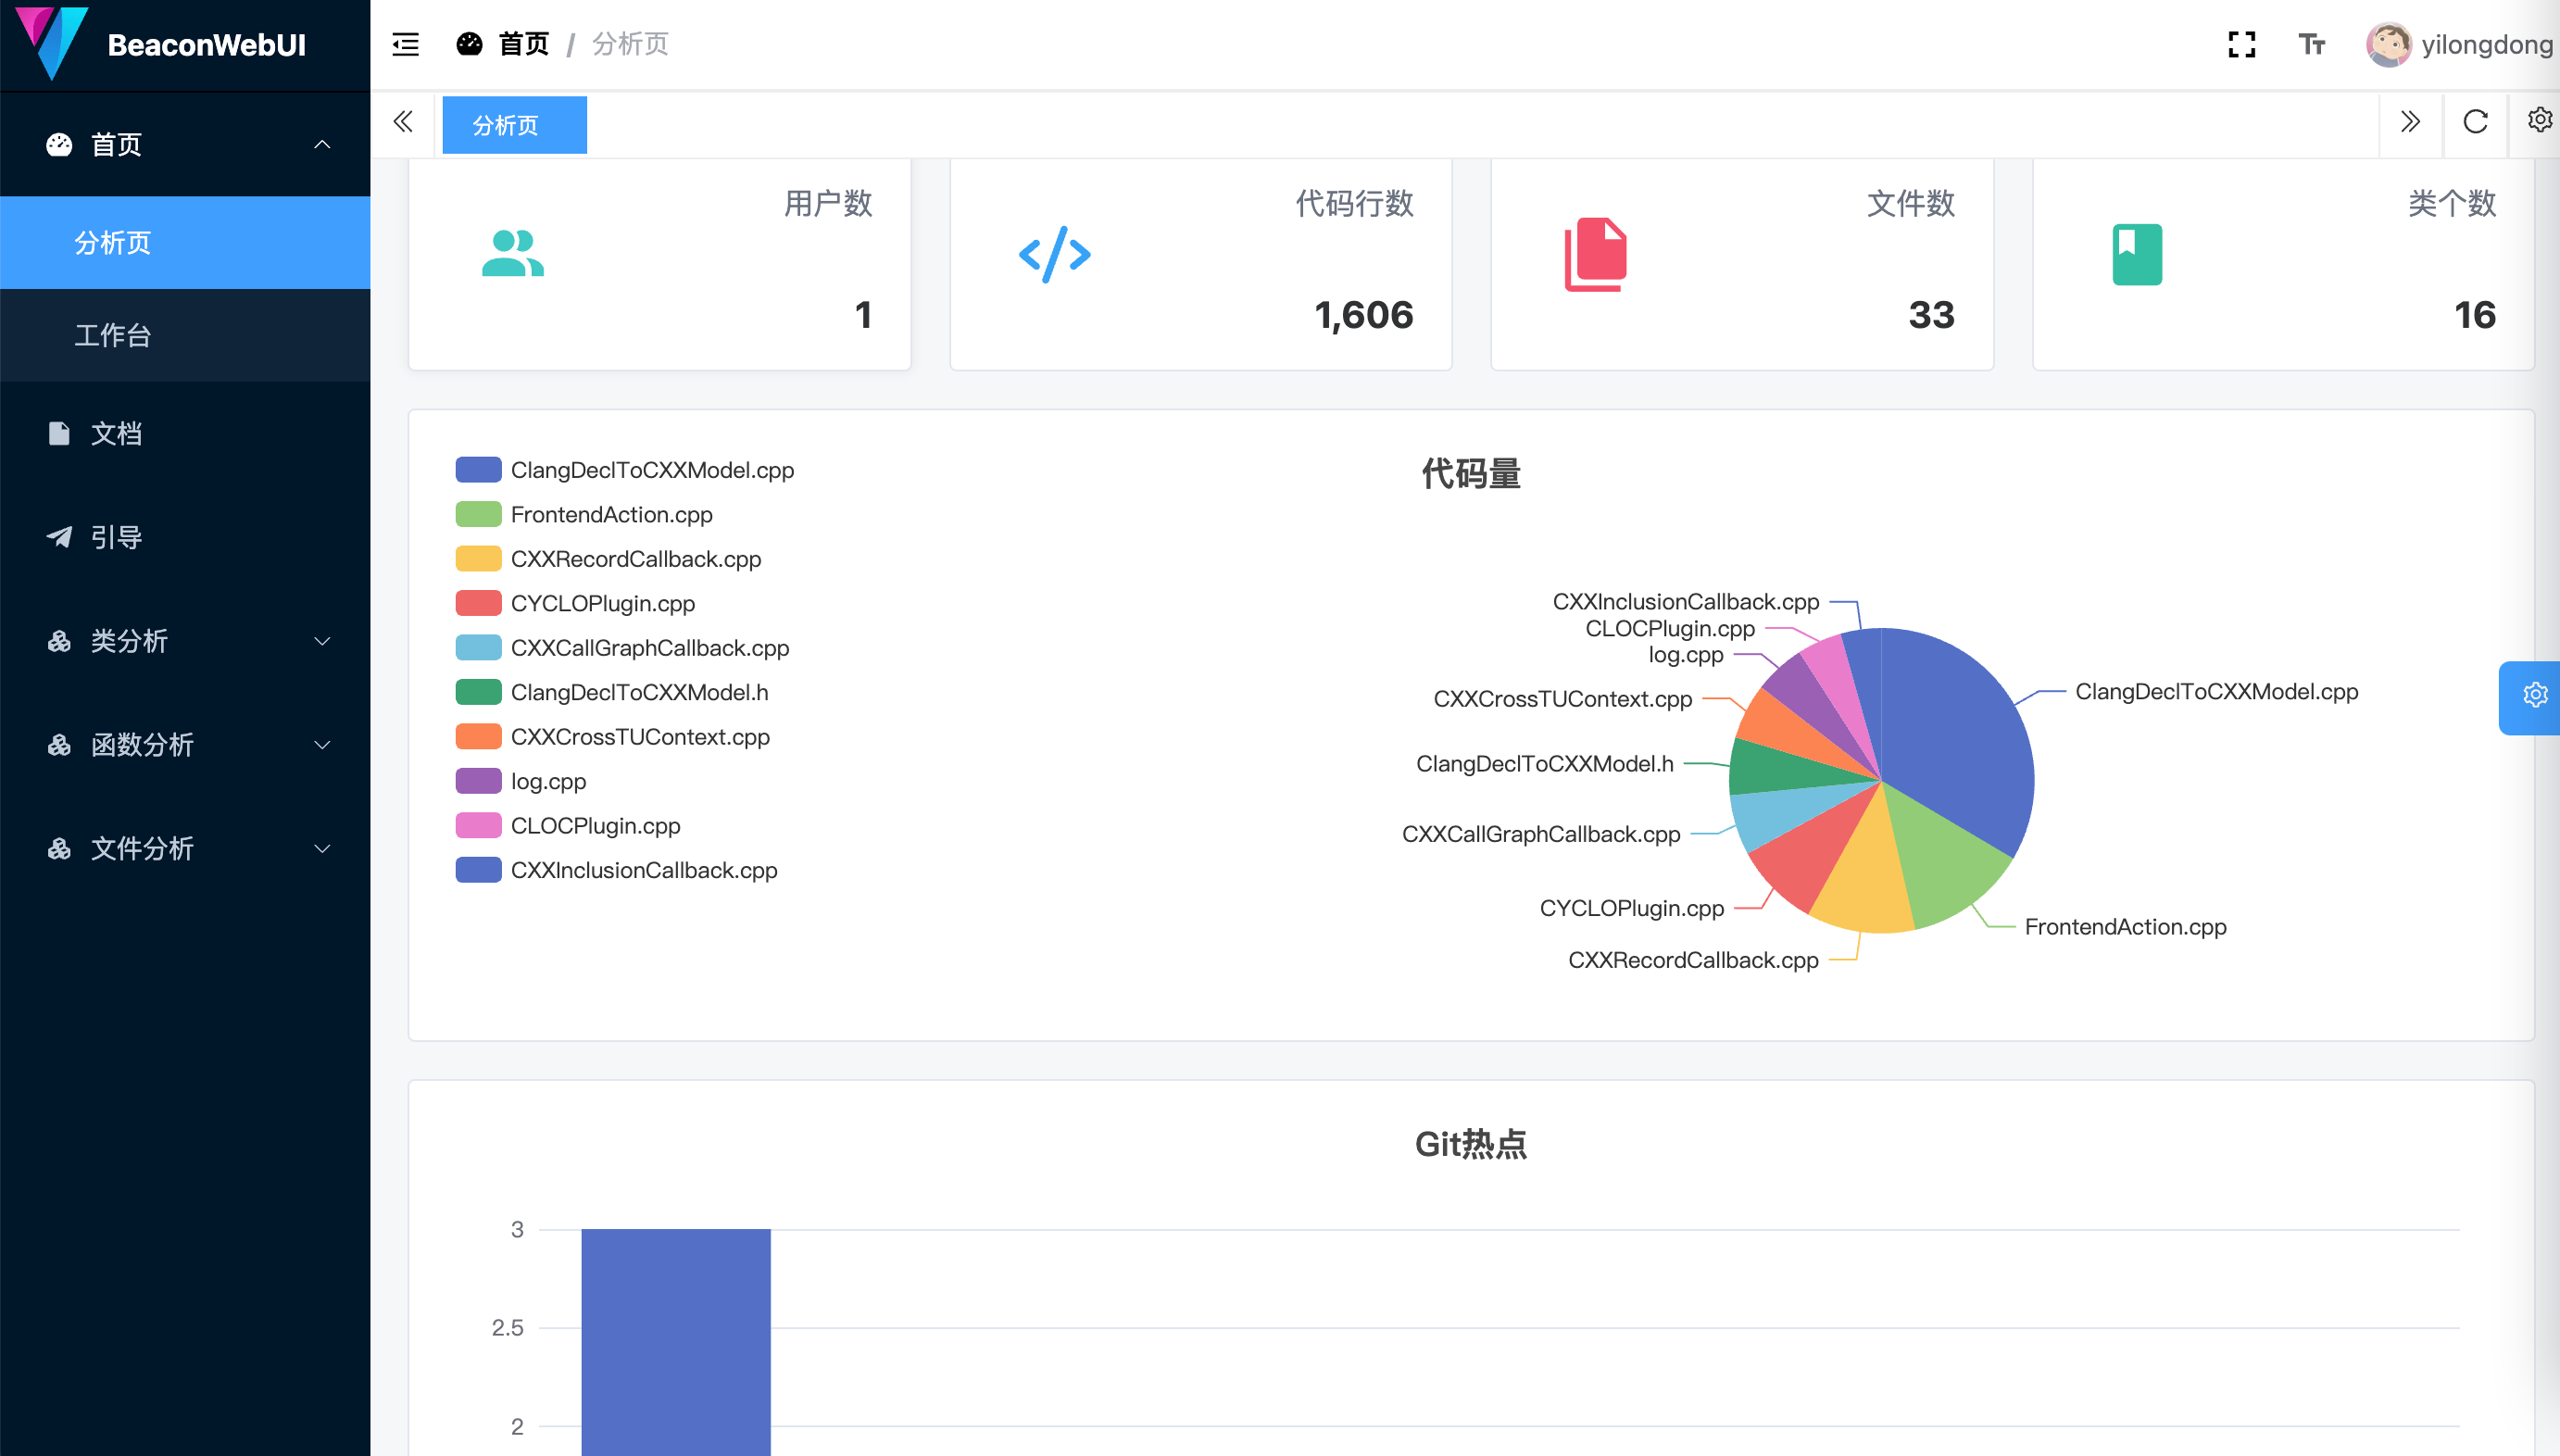 BeaconWebUI
首页 / 分析页
yilongdong
首页
分析页
工作台
文档
引导
类分析
函数分析
文件分析
分析页
用户数
1
代码行数
1,606
文件数
33
类个数
16
代码量
ClangDeclToCXXModel.cpp
FrontendAction.cpp
CXXRecordCallback.cpp
CYCLOPlugin.cpp
CXXCallGraphCallback.cpp
ClangDeclToCXXModel.h
CXXCrossTUContext.cpp
log.cpp
CLOCPlugin.cpp
CXXInclusionCallback.cpp
CXXInclusionCallback.cpp
CLOCPlugin.cpp
log.cpp
CXXCrossTUContext.cpp
ClangDeclToCXXModel.h
CXXCallGraphCallback.cpp
CYCLOPlugin.cpp
CXXRecordCallback.cpp
ClangDeclToCXXModel.cpp
FrontendAction.cpp
Git热点
3
2.5
2